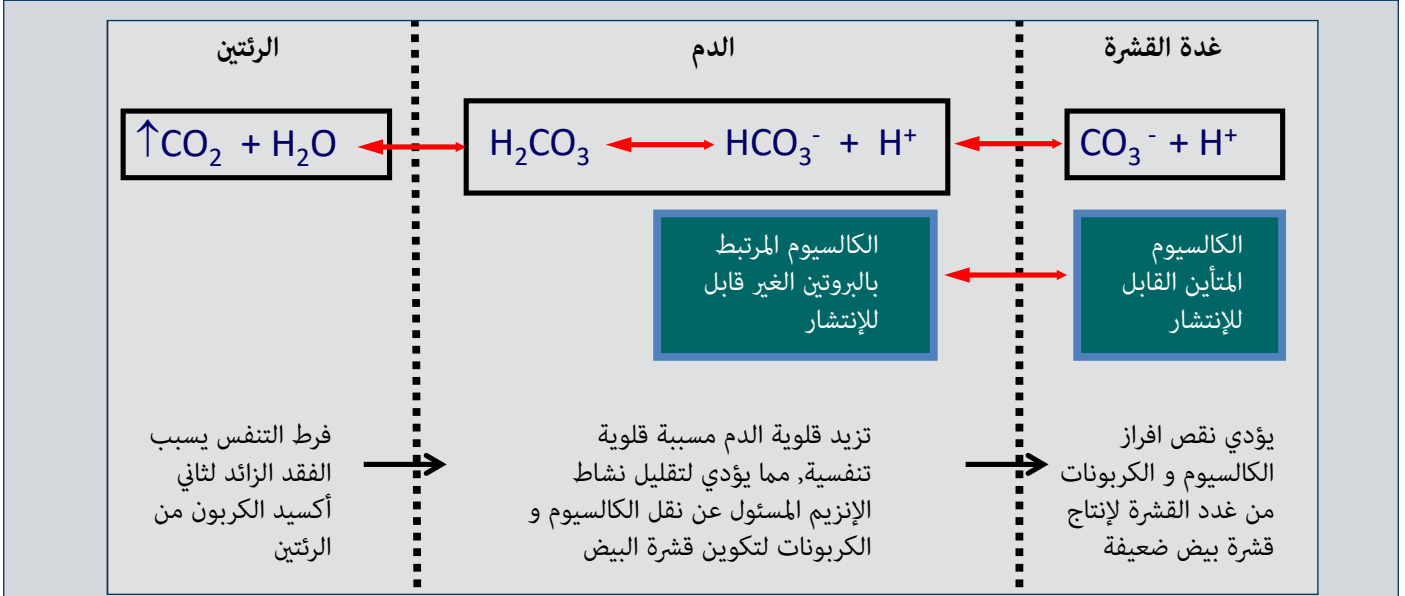 الرئتين
الدم
غدة القشرة
↑CO₂ + H₂O
H₂CO₃
HCO₃⁻ + H⁺
CO₃⁻ + H⁺
الكالسيوم المرتبط
بالبروتين الغير قابل
للإنتشار
الكالسيوم
المتأين القابل
للإنتشار
فرط التنفس يسبب
الفقد الزائد لثاني
أكسيد الكربون من
الرئتين
تزيد قلوية الدم مسببة قلوية
تنفسية, مما يؤدي لتقليل نشاط
الإنزيم المسئول عن نقل الكالسيوم و
الكربونات لتكوين قشرة البيض
يؤدي نقص افراز
الكالسيوم و الكربونات
من غدد القشرة لإنتاج
قشرة بيض ضعيفة